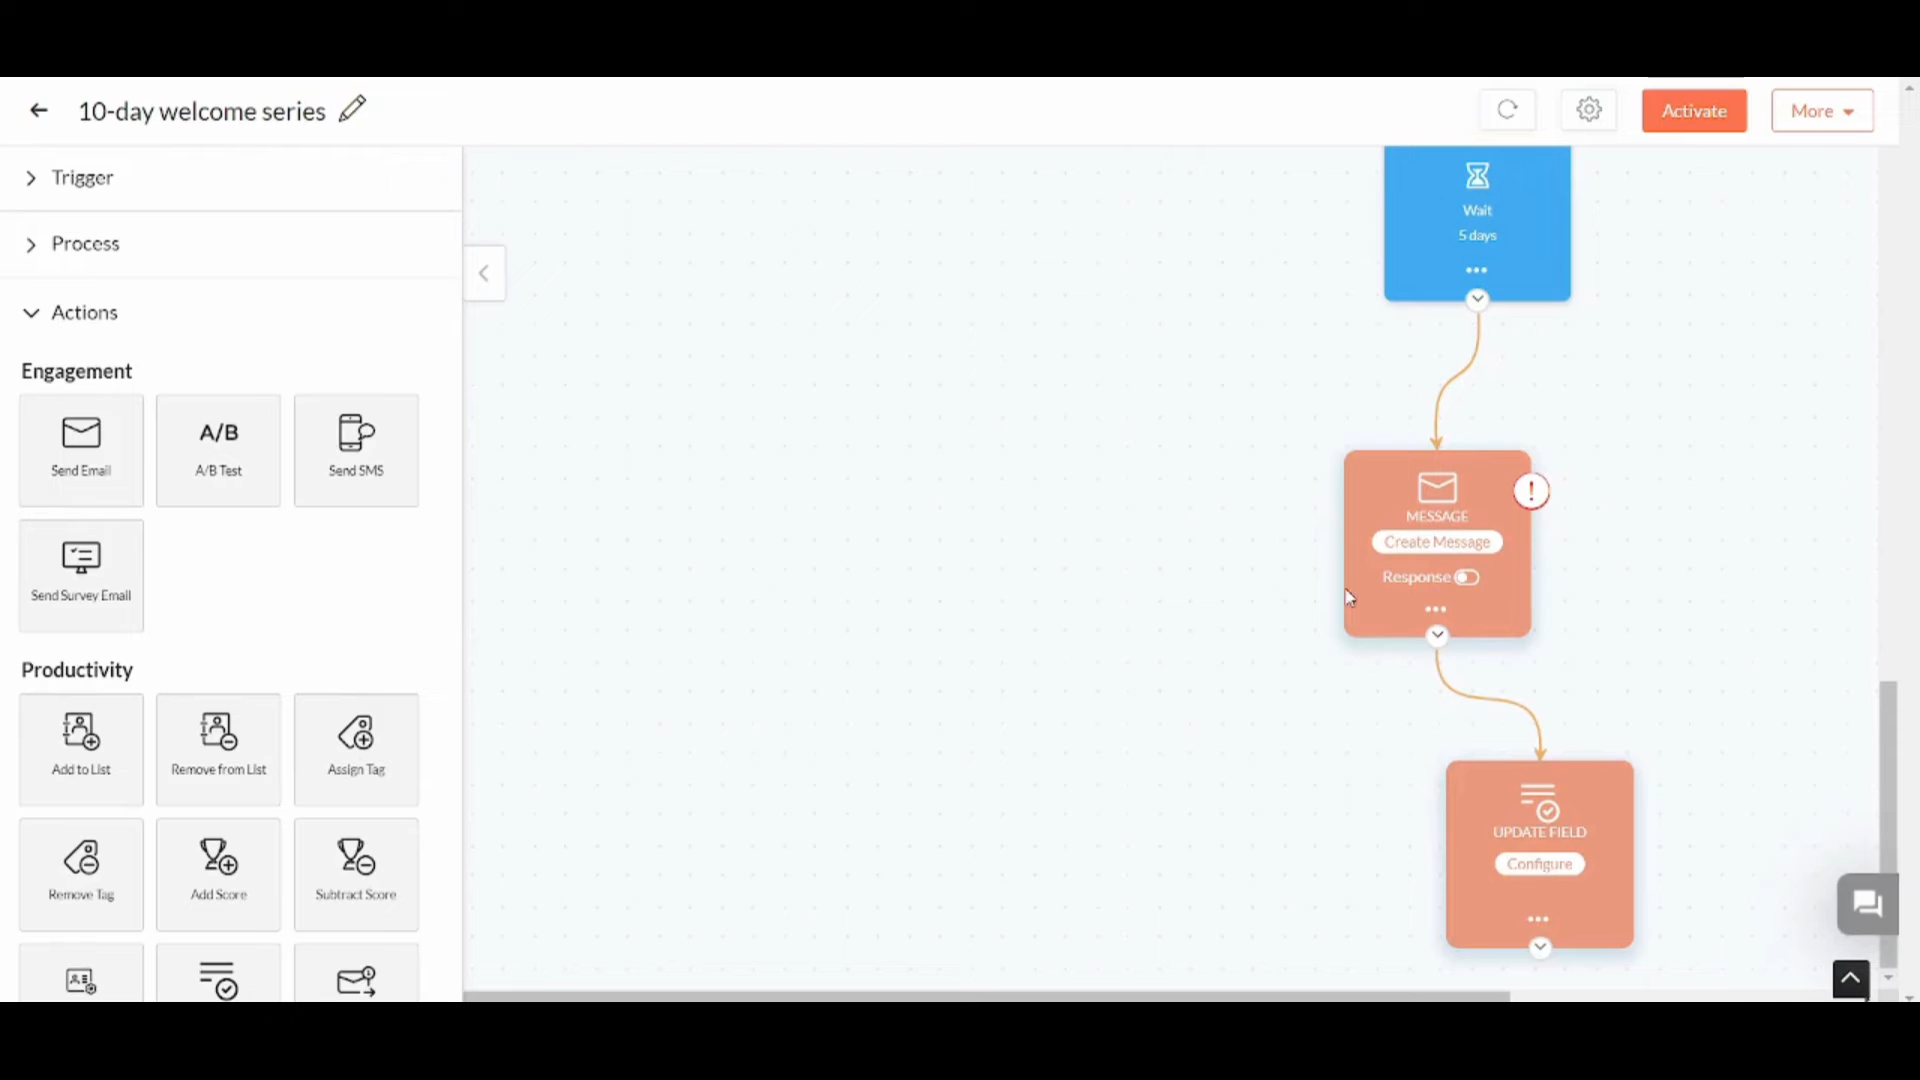 10-day welcome series
Activate
More
Trigger
Process
Actions
Engagement
Send Email
A/B
A/B Test
Send SMS
Send Survey Email
Productivity
Add to List
Remove from List
Assign Tag
Remove Tag
Add Score
Subtract Score
Wait
5 days
MESSAGE
Create Message
Response
UPDATE FIELD
Configure